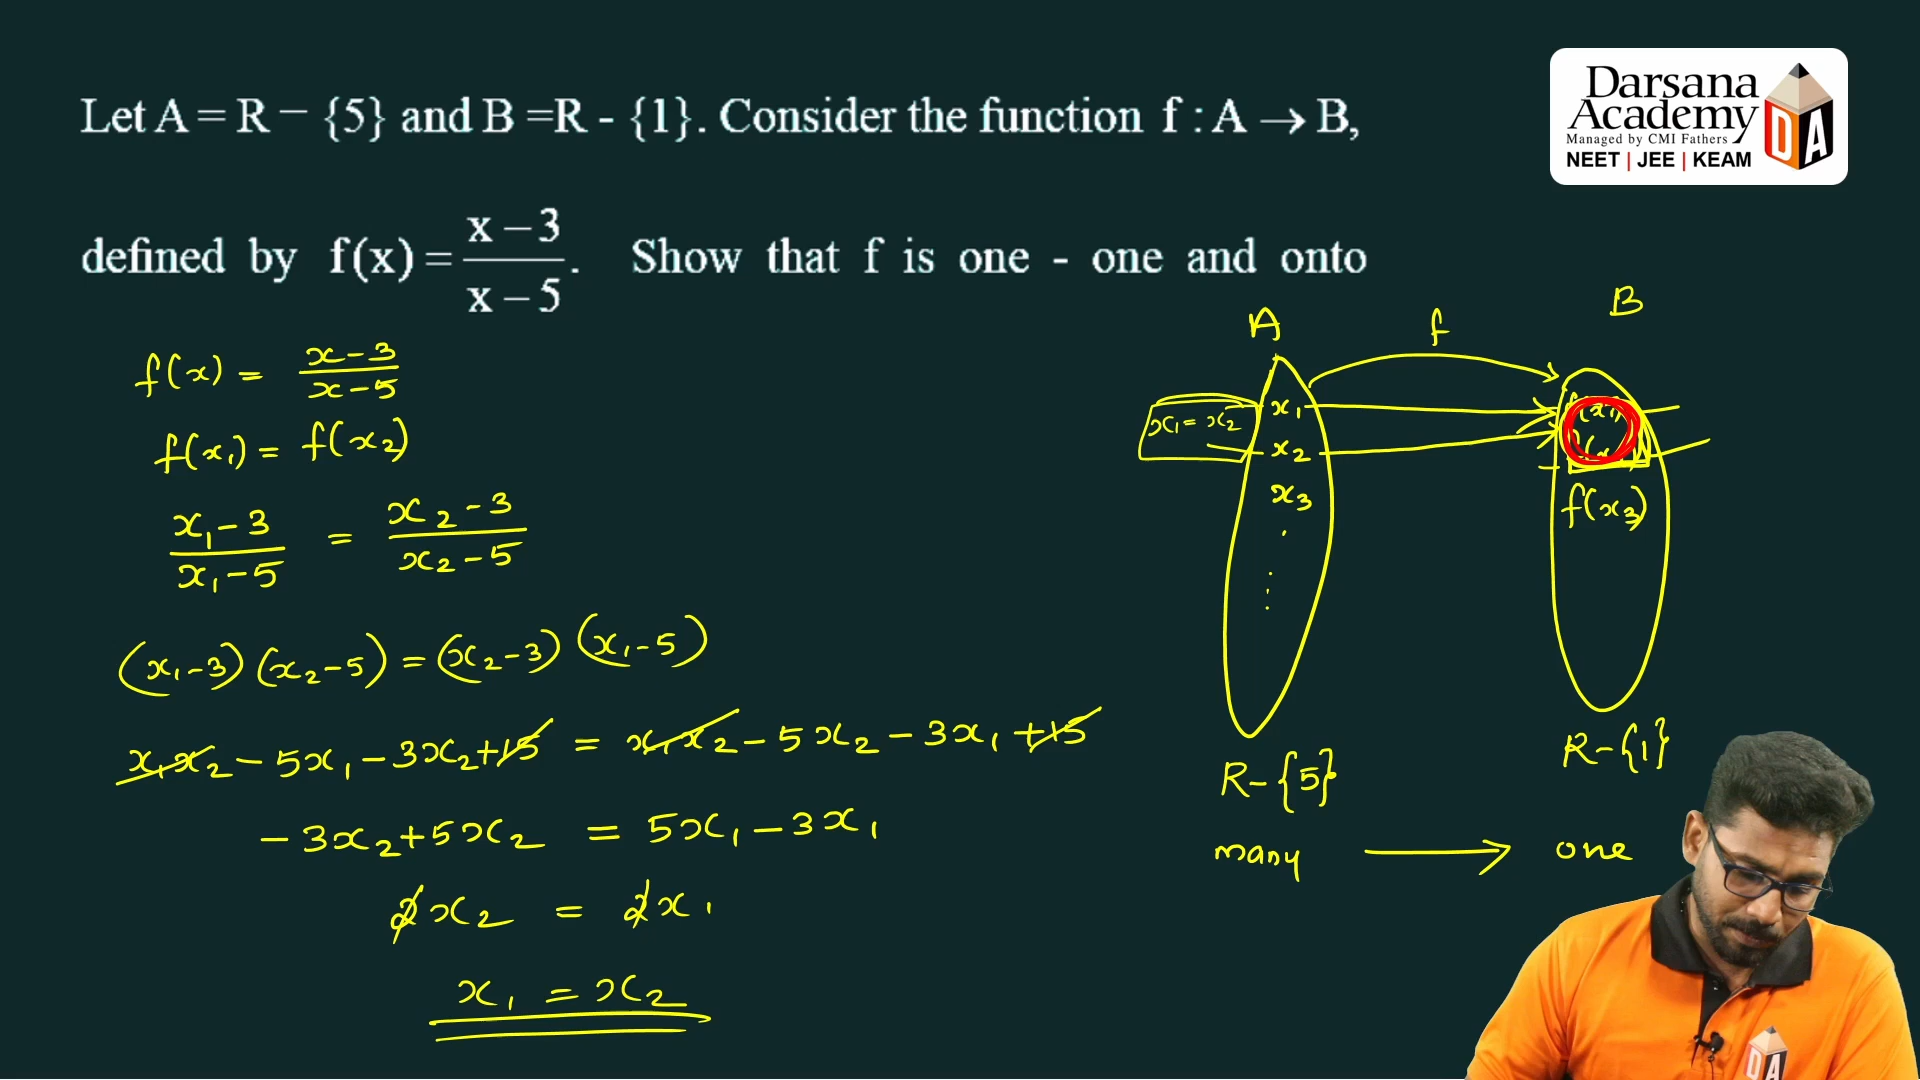 Let A = R − {5} and B =R - {1}. Consider the function f : A → B,
defined by f(x) = (x − 3)/(x − 5). Show that f is one - one and onto
Darsana
Academy
Managed by CMI Fathers
NEET | JEE | KEAM
DA
f(x) = (x-3)/(x-5)
f(x₁) = f(x₂)
(x₁-3)/(x₁-5) = (x₂-3)/(x₂-5)
(x₁-3)(x₂-5) = (x₂-3)(x₁-5)
x₁x₂ - 5x₁ - 3x₂ + 15 = x₁x₂ - 5x₂ - 3x₁ + 15
-3x₂+5x₂ = 5x₁-3x₁
2x₂ = 2x₁
x₁ = x₂
A f B
x₁ = x₂
x₁
x₂
x₃
f(x₃)
R-{5}
R-{1}
many → one
DA